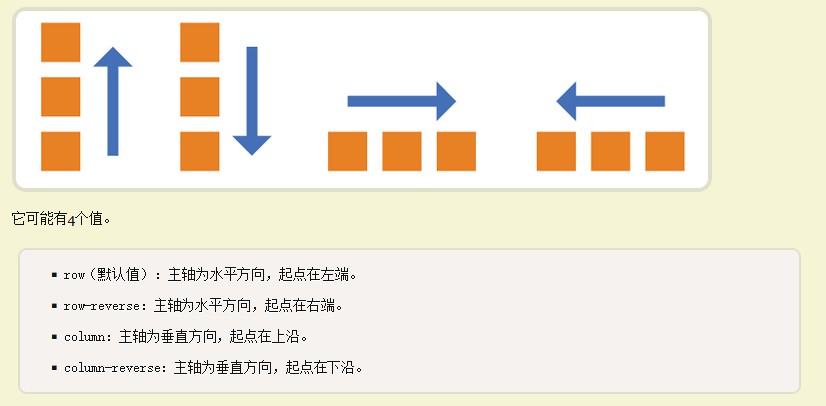 它可能有4个值。
row（默认值）：主轴为水平方向，起点在左端。
row-reverse：主轴为水平方向，起点在右端。
column：主轴为垂直方向，起点在上沿。
column-reverse：主轴为垂直方向，起点在下沿。